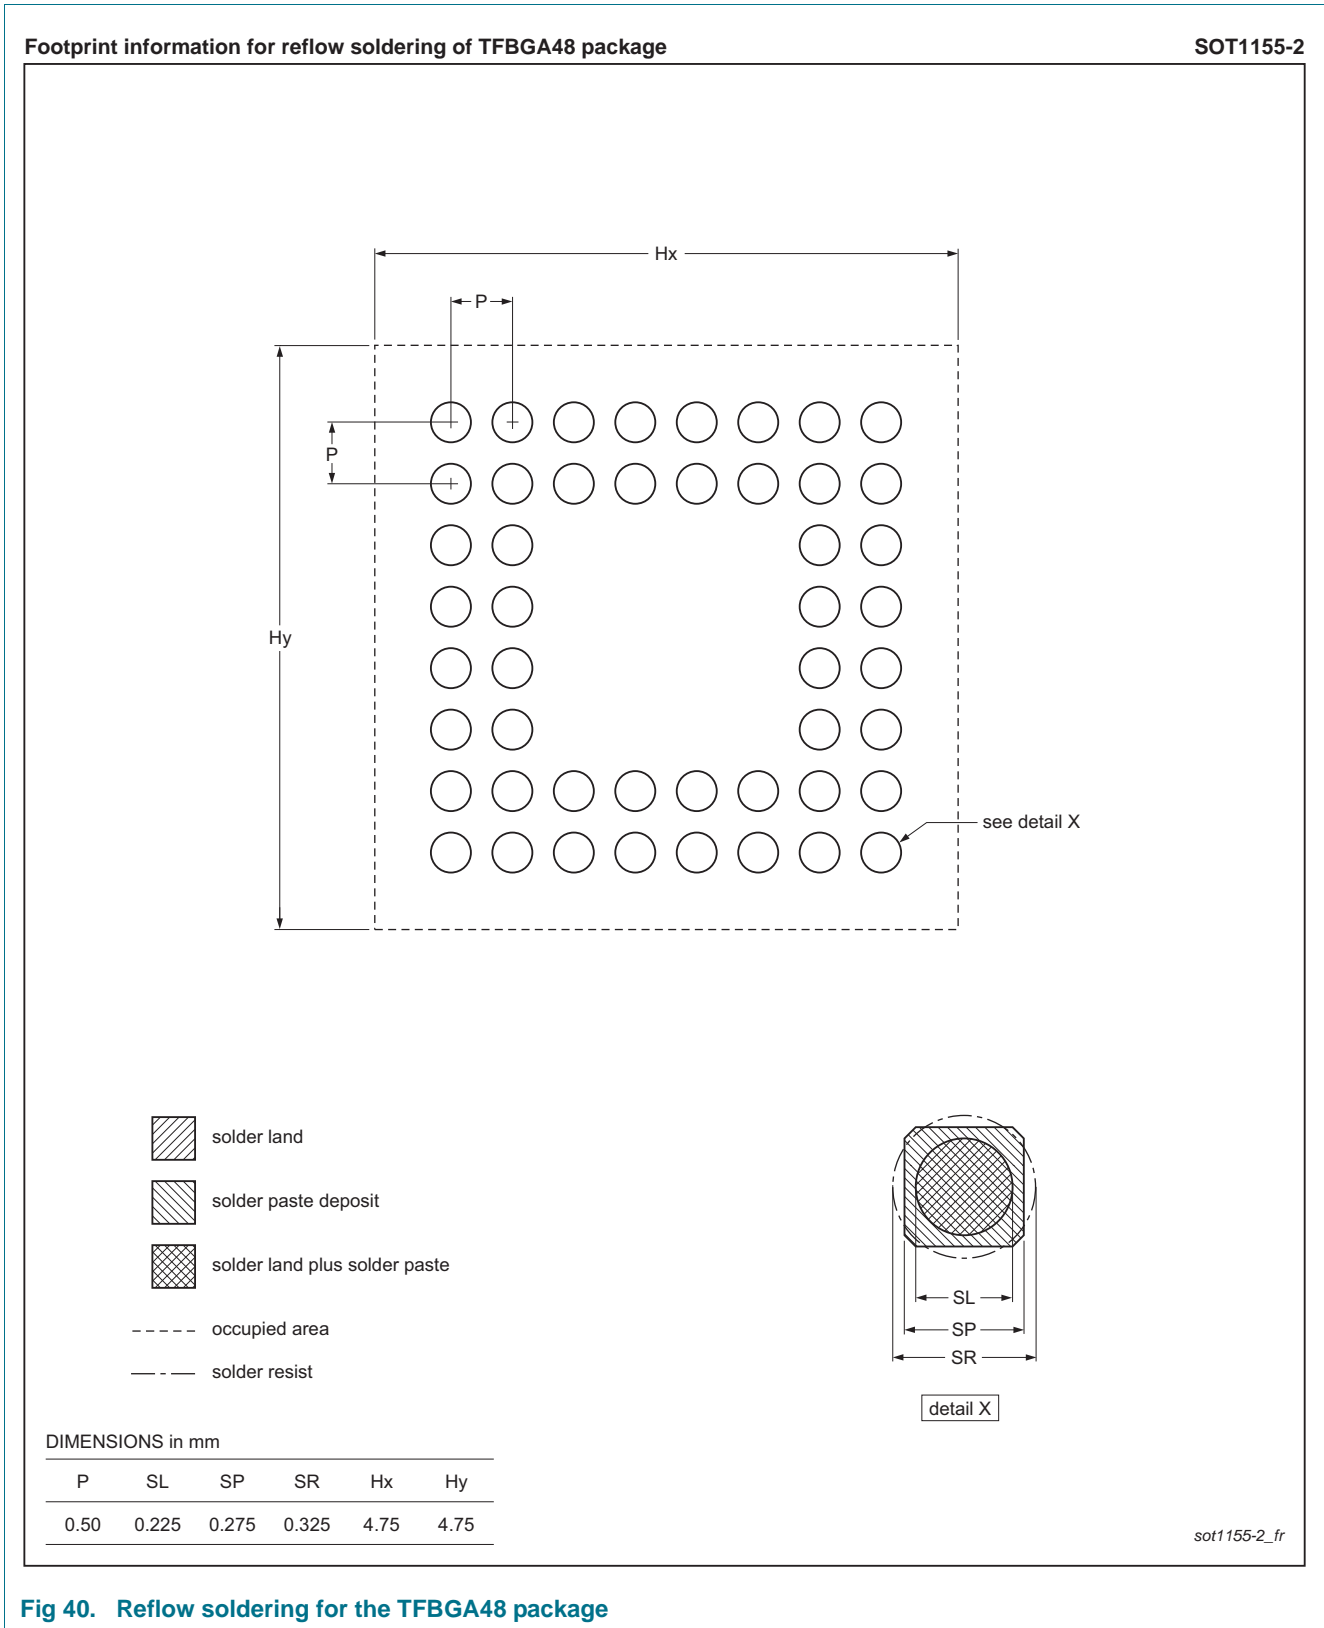 Footprint information for reflow soldering of TFBGA48 package SOT1155-2
Hx
P
P
Hy
see detail X
solder land
solder paste deposit
solder land plus solder paste
occupied area
solder resist
SL
SP
SR
detail X
DIMENSIONS in mm
P SL SP SR Hx Hy
0.50 0.225 0.275 0.325 4.75 4.75
sot1155-2_fr
Fig 40. Reflow soldering for the TFBGA48 package